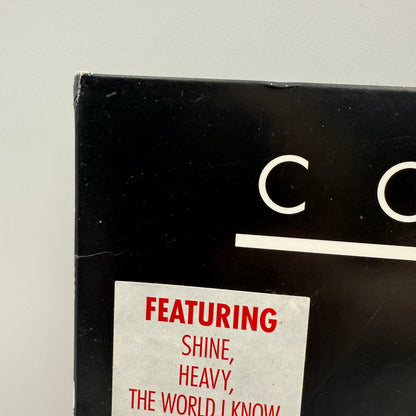 C O
FEATURING
SHINE,
HEAVY,
THE WORLD I KNOW